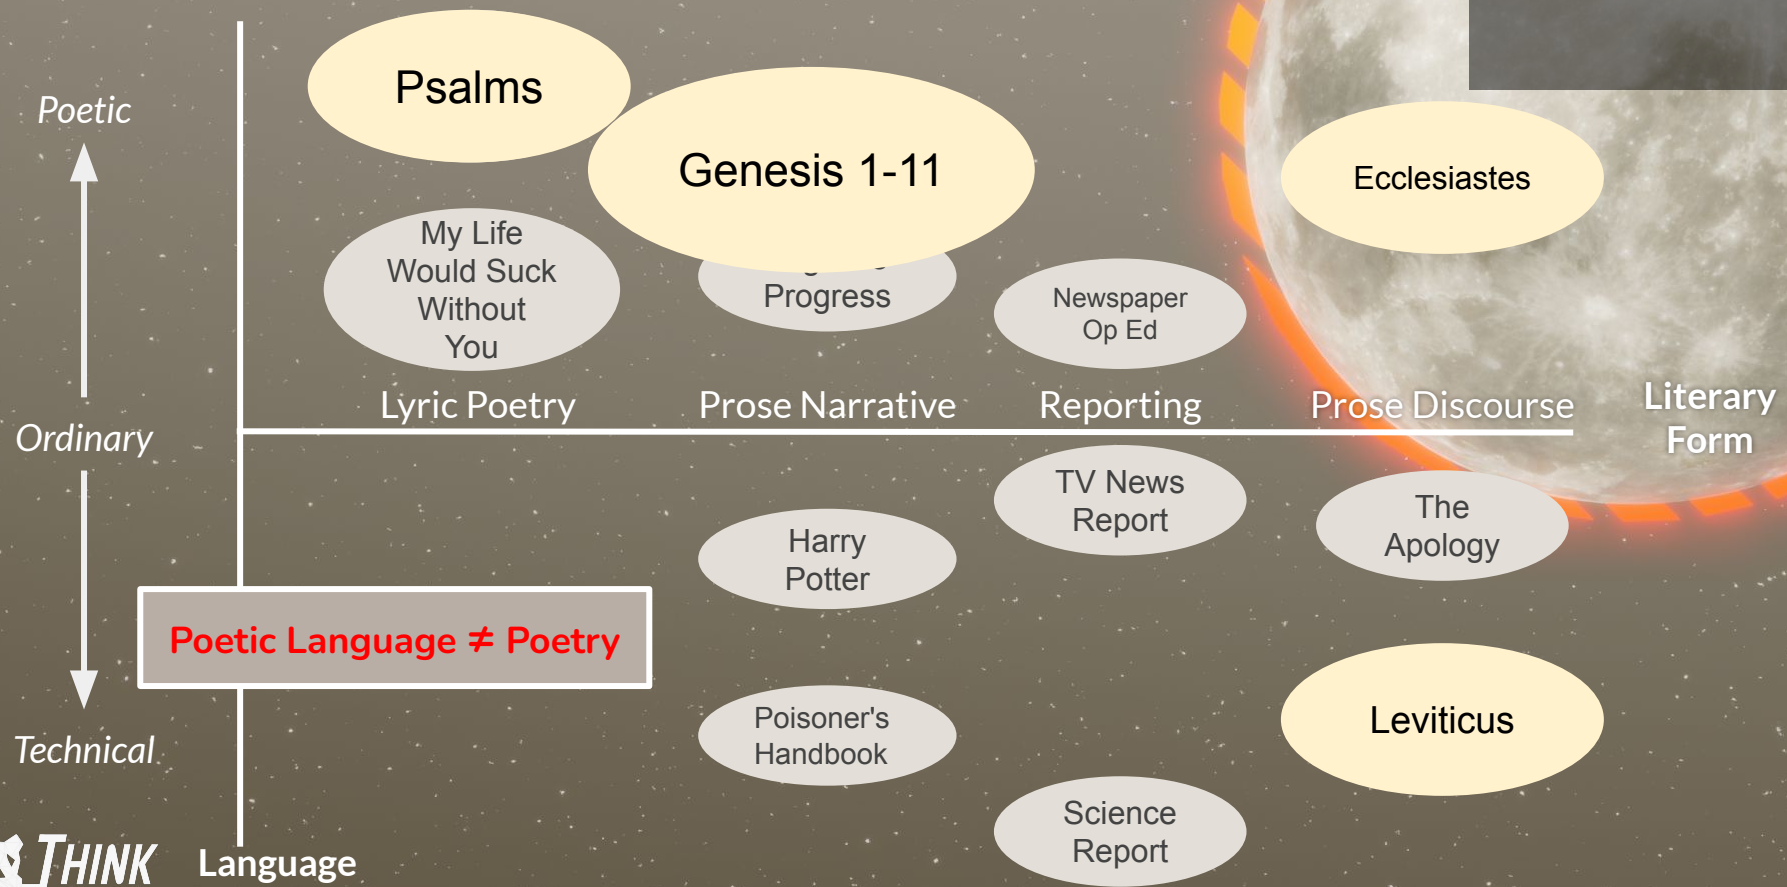 Psalms
Poetic
Genesis 1-11
Ecclesiastes
My Life
Would Suck
Without
You
Progress
Newspaper
Op Ed
Lyric Poetry
Prose Narrative
Reporting
Prose Discourse
Literary
Form
Ordinary
TV News
Report
The
Apology
Harry
Potter
Poetic Language ≠ Poetry
Technical
Poisoner's
Handbook
Leviticus
Science
Report
THINK
Language